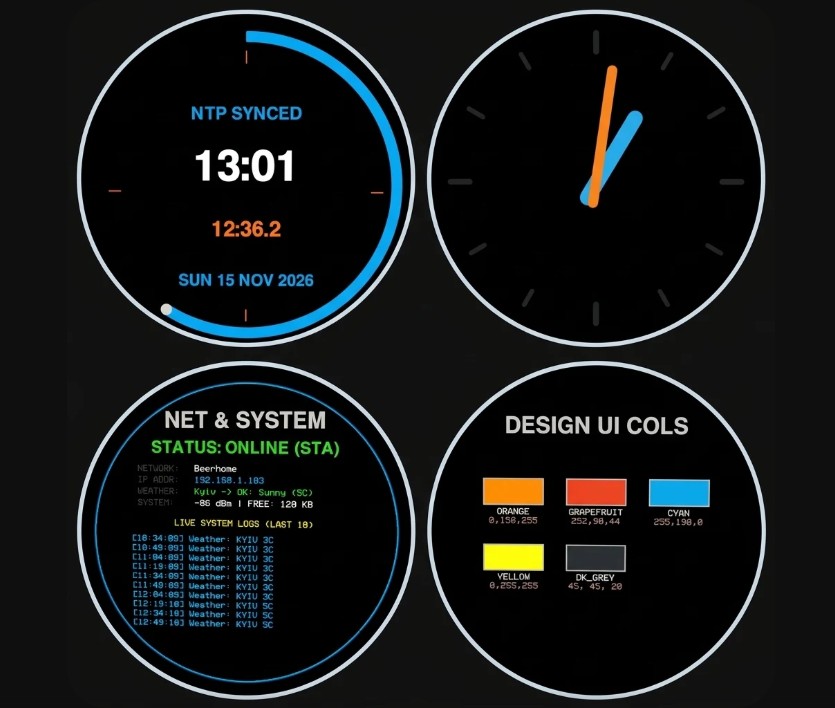 NTP SYNCED
13:01
12:36.2
SUN 15 NOV 2026
NET & SYSTEM
STATUS: ONLINE (STA)
NETWORK: Beerhome
IP ADDR: 192.168.1.103
WEATHER: Kyiv -> OK: Sunny (5C)
SYSTEM: -86 dBm | FREE: 128 KB
LIVE SYSTEM LOGS (LAST 10)
[10:34:09] Weather: KYIV 3C
[10:49:09] Weather: KYIV 3C
[11:04:09] Weather: KYIV 3C
[11:19:09] Weather: KYIV 3C
[11:34:09] Weather: KYIV 3C
[11:49:09] Weather: KYIV 3C
[12:04:09] Weather: KYIV 3C
[12:19:10] Weather: KYIV 5C
[12:34:10] Weather: KYIV 5C
[12:49:10] Weather: KYIV 5C
DESIGN UI COLS
ORANGE
0,150,255
GRAPEFRUIT
252,90,44
CYAN
255,190,0
YELLOW
0,255,255
DK_GREY
45, 45, 20